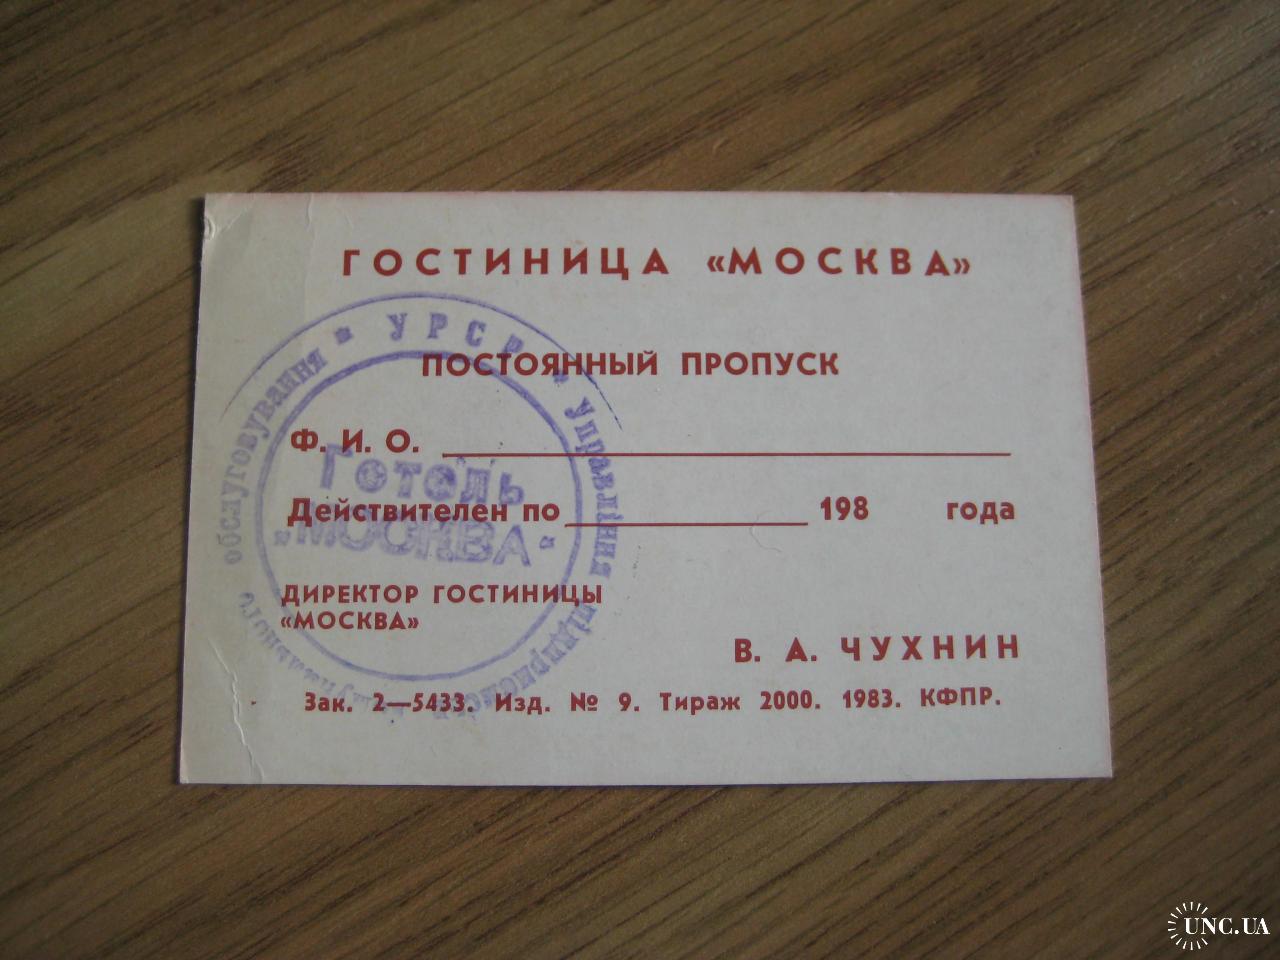 ГОСТИНИЦА «МОСКВА»
ПОСТОЯННЫЙ ПРОПУСК
Ф. И. О.
Действителен по 198 года
ДИРЕКТОР ГОСТИНИЦЫ
«МОСКВА»
В. А. ЧУХНИН
Зак. 2—5433. Изд. № 9. Тираж 2000. 1983. КФПР.
* УРСР * Управління
обслуговування
Готель
"МОСКВА"
UNC.UA